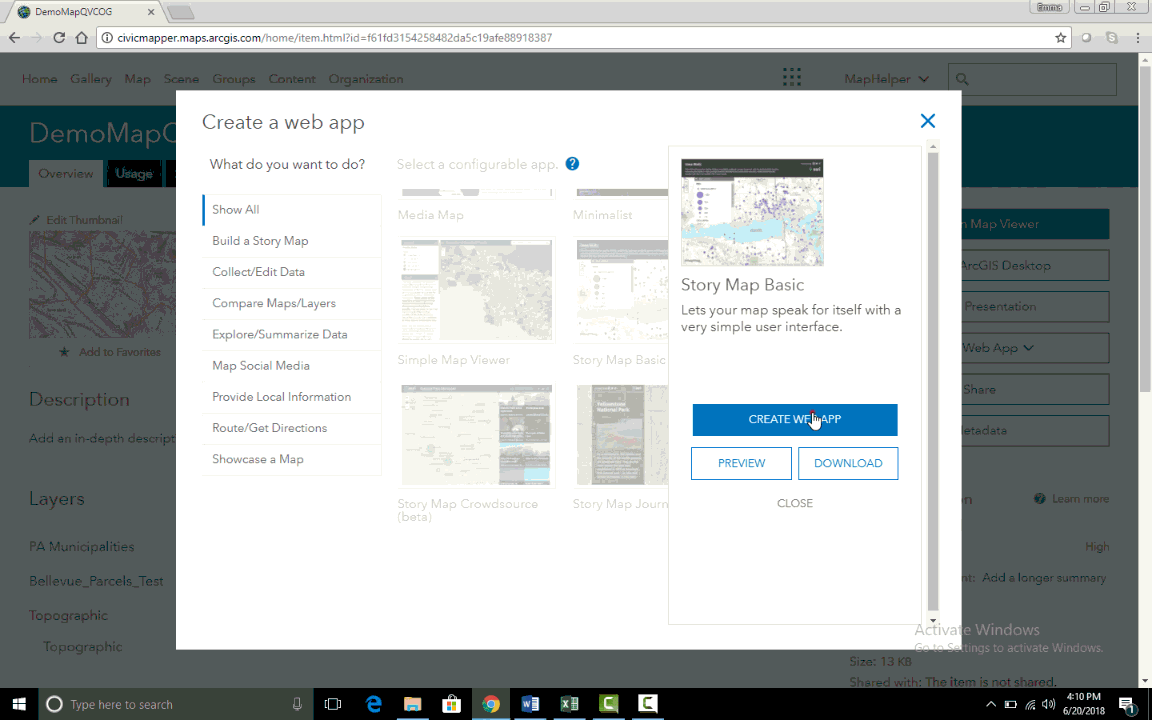 DemoMapQVCOG
Emma
civicmapper.maps.arcgis.com/home/item.html?id=f61fd3154258482da5c19afe88918387
Home Gallery Map Scene Groups Content Organization
MapHelper
DemoMapQ
Overview
Usage
Edit Thumbnail
Add to Favorites
Description
Add an in-depth descript
Layers
PA Municipalities
Bellevue_Parcels_Test
Topographic
Topographic
Create a web app
What do you want to do?
Show All
Build a Story Map
Collect/Edit Data
Compare Maps/Layers
Explore/Summarize Data
Map Social Media
Provide Local Information
Route/Get Directions
Showcase a Map
Select a configurable app.
?
Media Map
Minimalist
Simple Map Viewer
Story Map Basic
Story Map Crowdsource
(beta)
Story Map Journ
Story Map Basic
Lets your map speak for itself with a
very simple user interface.
CREATE WEB APP
PREVIEW
DOWNLOAD
CLOSE
n Map Viewer
ArcGIS Desktop
Presentation
Web App
Share
etadata
on
? Learn more
High
nt: Add a longer summary
Activate Windows
Go to Settings to activate Windows.
Size: 13 KB
Shared with: The item is not shared.
Type here to search
4:10 PM
6/20/2018
1